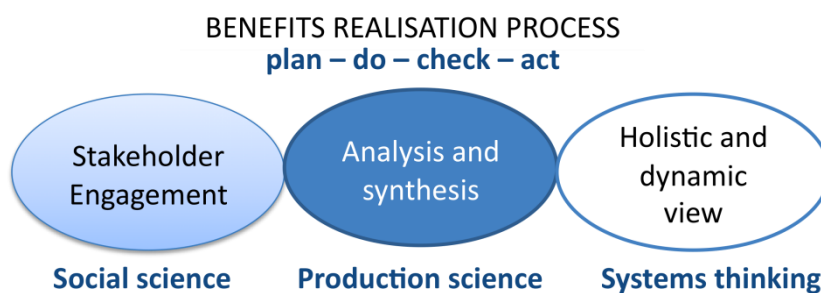 BENEFITS REALISATION PROCESS
plan – do – check – act
Stakeholder
Engagement
Analysis and
synthesis
Holistic and
dynamic
view
Social science
Production science
Systems thinking